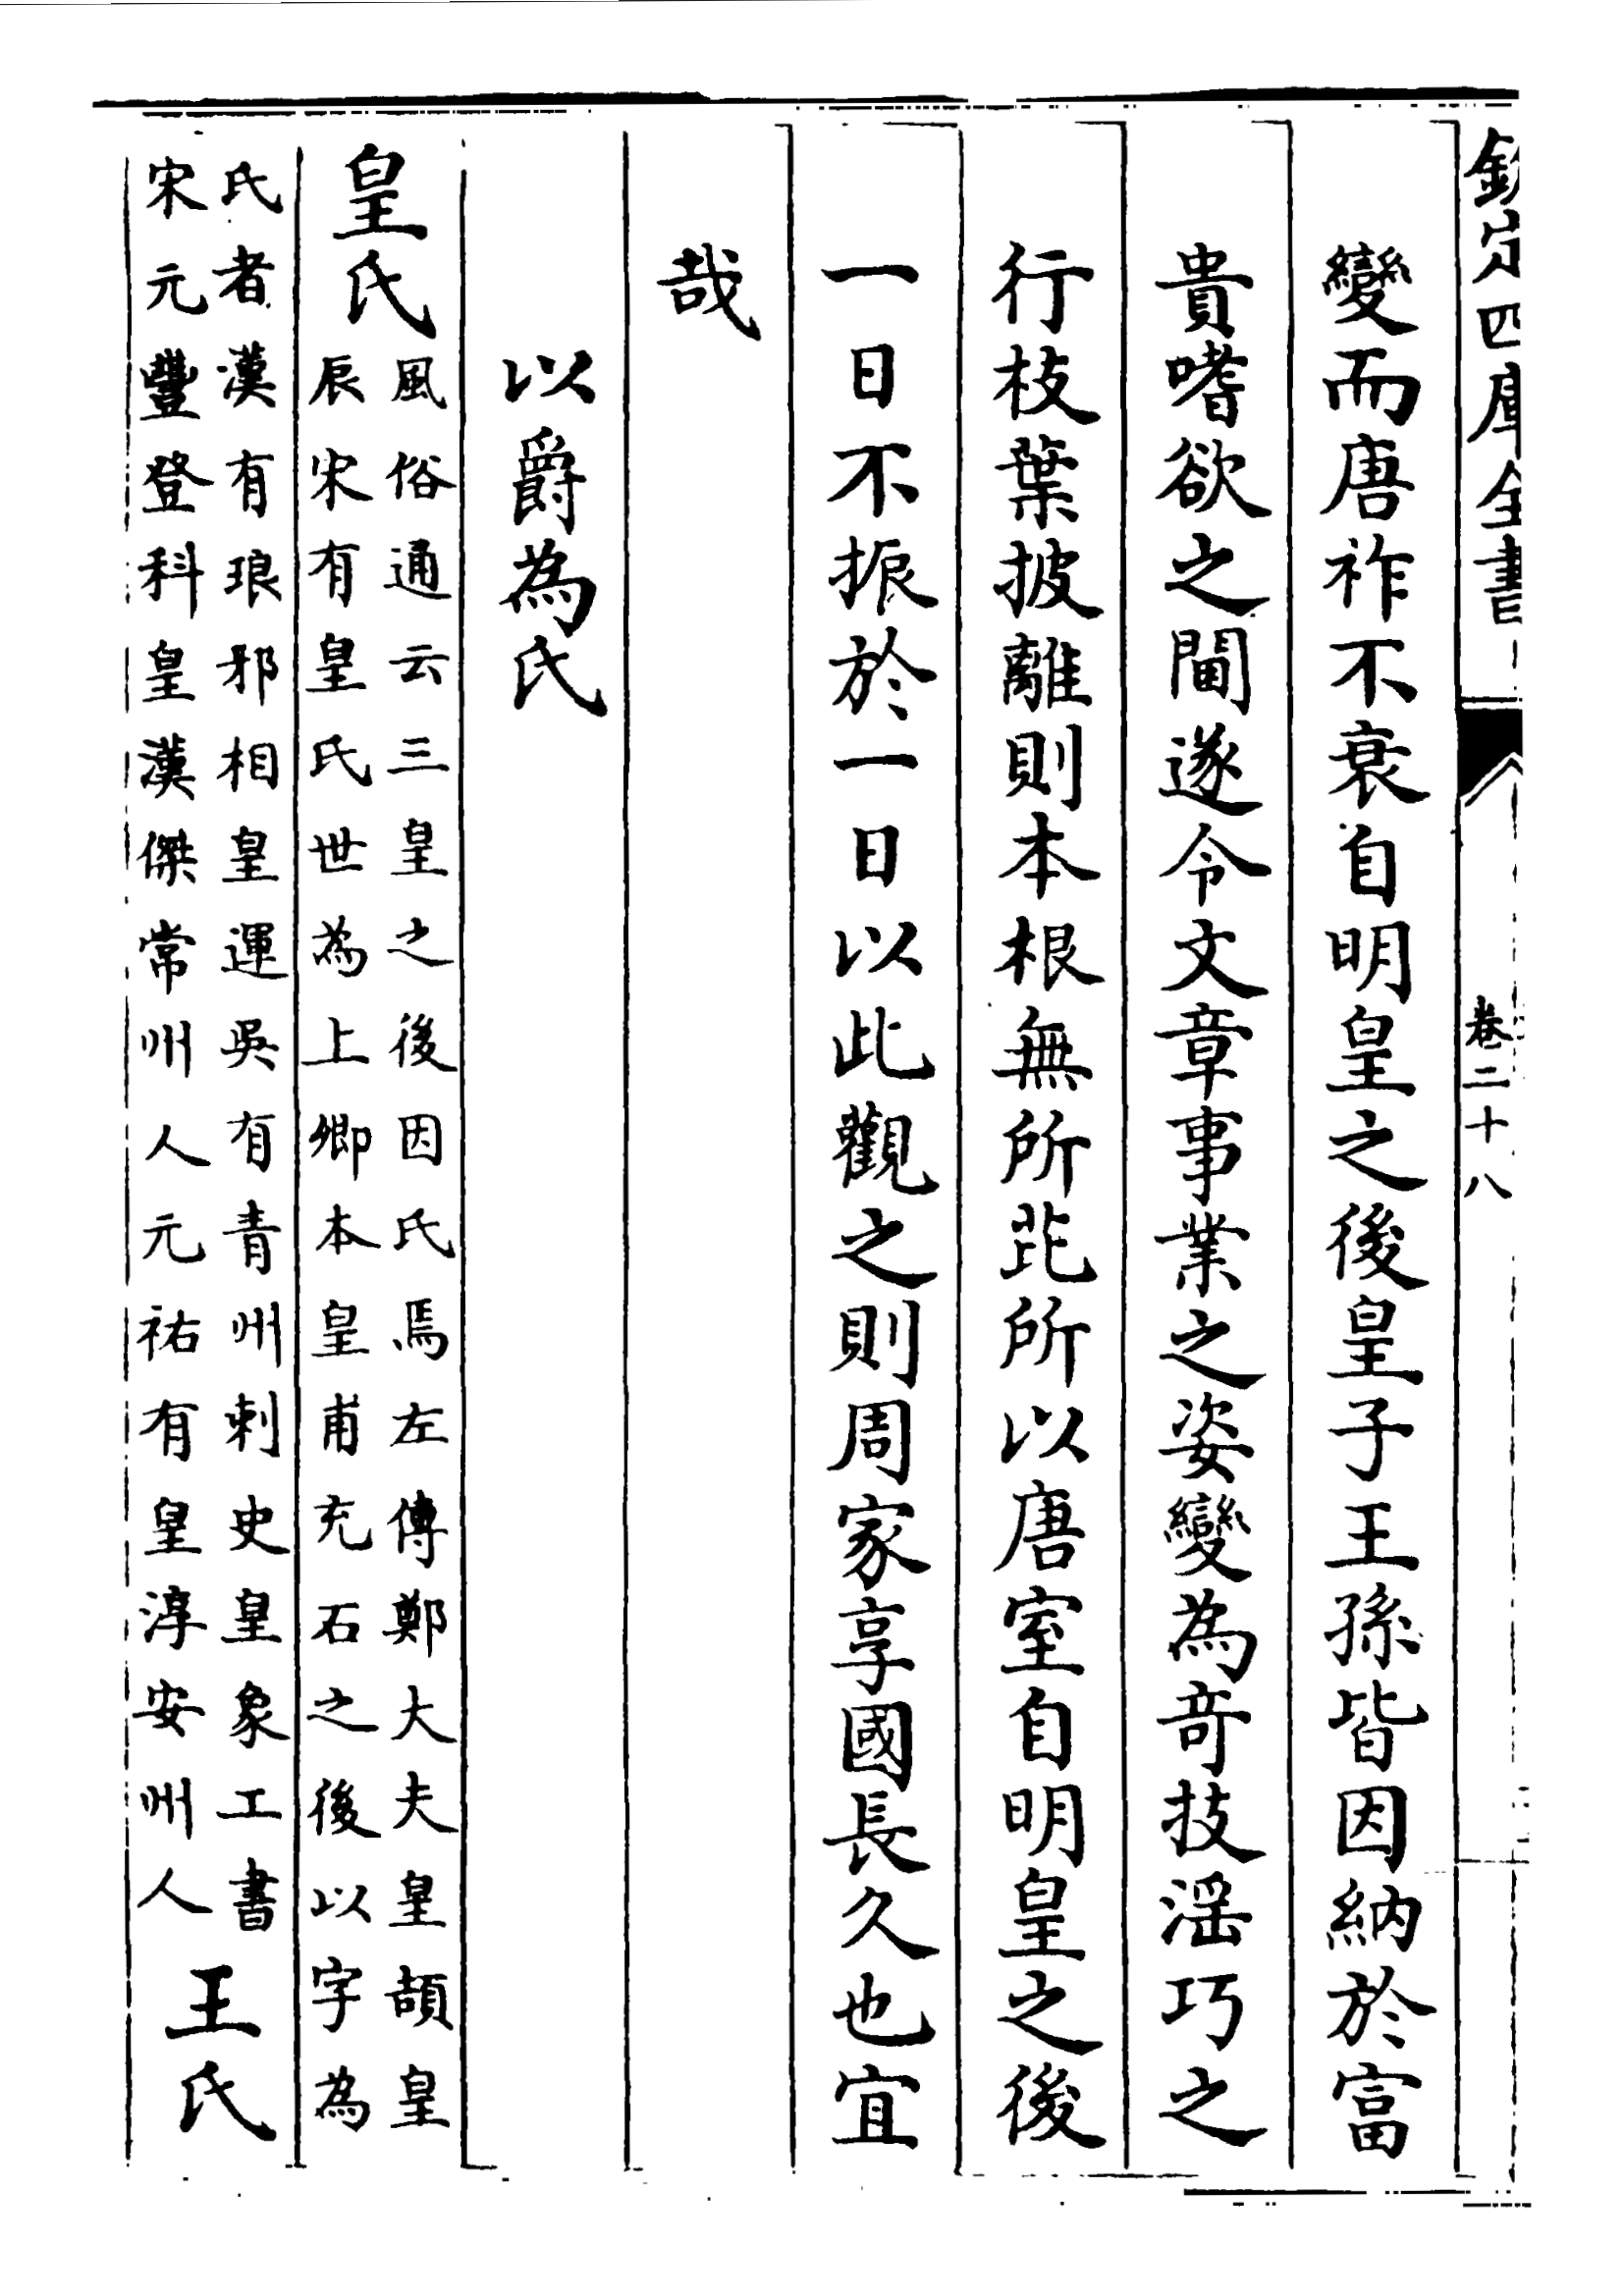 欽定四庫全書
卷二十八
變而唐祚不衰自明皇之後皇子王孫皆因納於富
貴嗜欲之閫遂令文章事業之姿變為竒技滛巧之
行枝葉披離則本根無所芘所以唐室自明皇之後
一日不振於一日以此觀之則周家享國長久也宜
哉
以爵為氏
皇氏
風俗通云三皇之後因氏焉左傳鄭大夫皇頡皇
辰宋有皇氏世為上卿本皇甫充石之後以字為
氏者漢有琅邪相皇運吳有青州刺史皇象工書
宋元豐登科皇漢傑常州人元祐有皇淳安州人
王氏